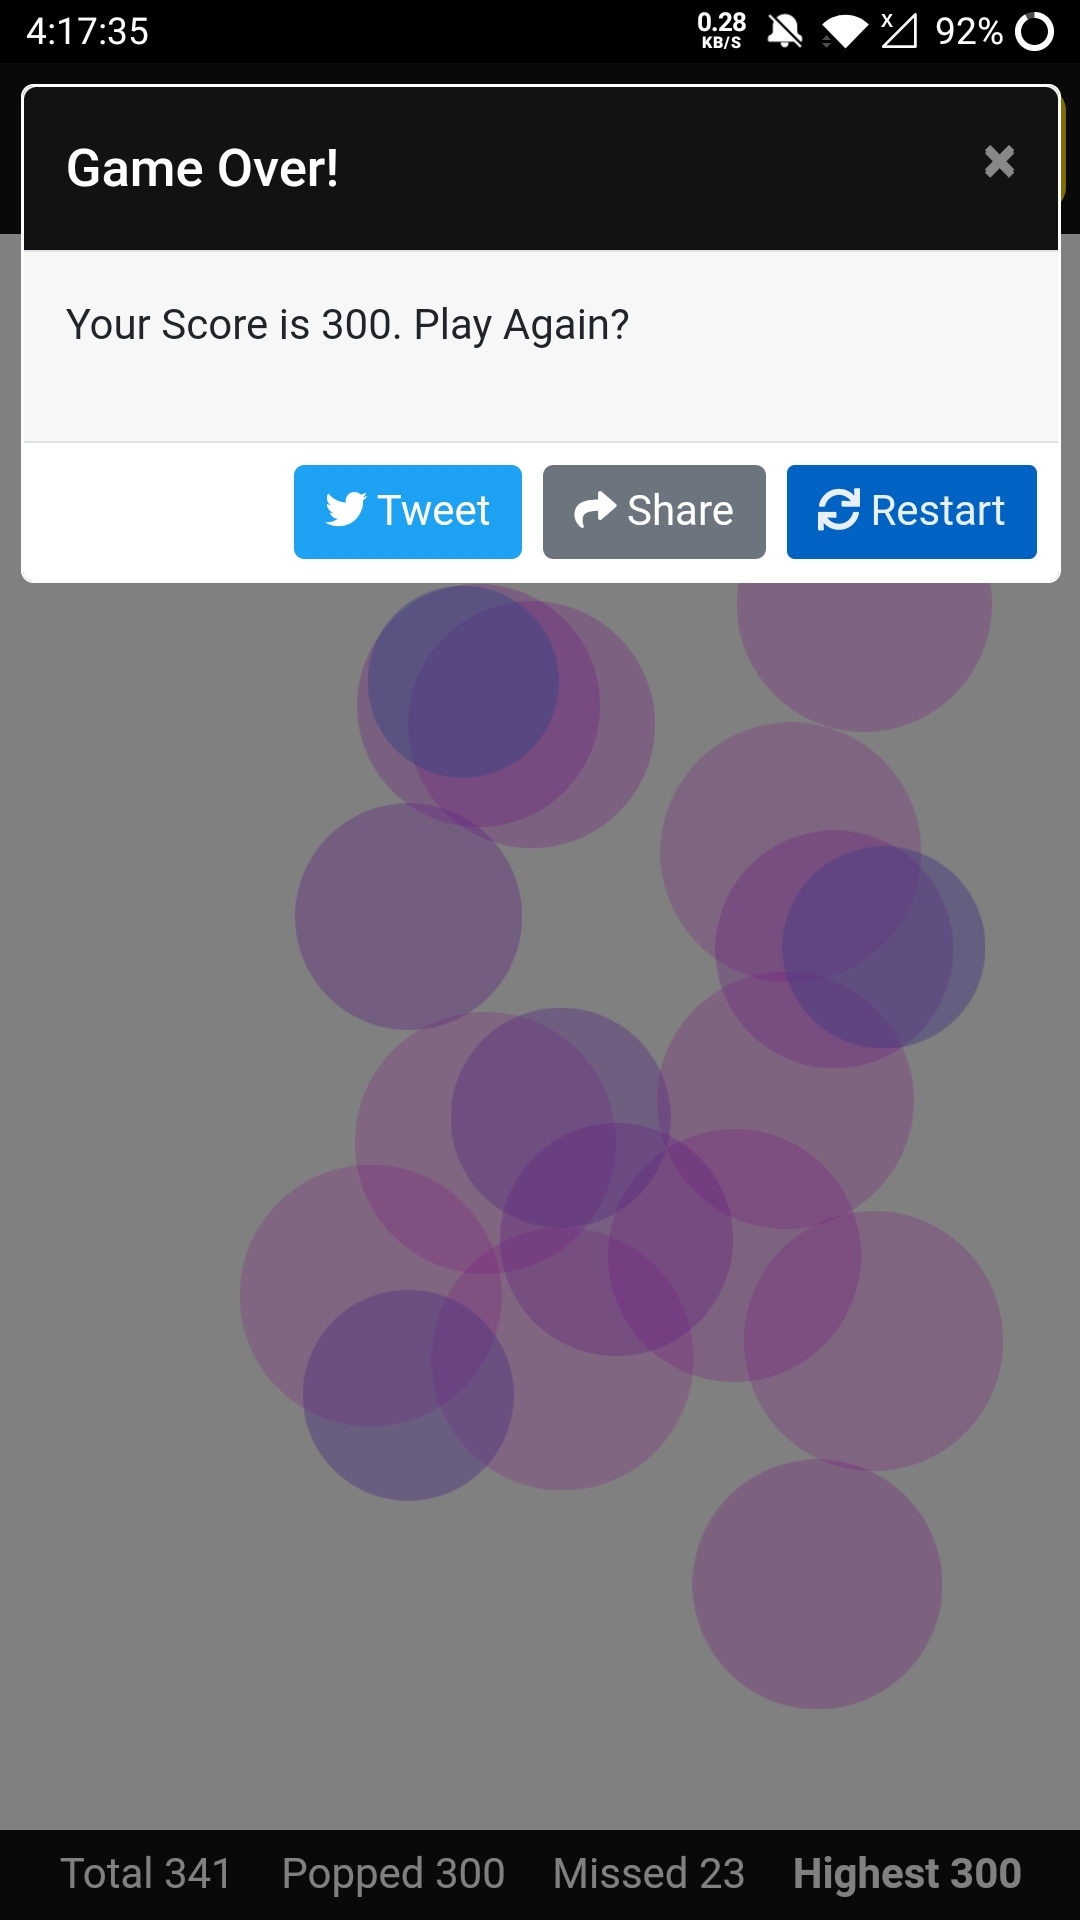 4:17:35 0.28 KB/S X 92%
Game Over!
Your Score is 300. Play Again?
Tweet Share Restart
Total 341 Popped 300 Missed 23 Highest 300